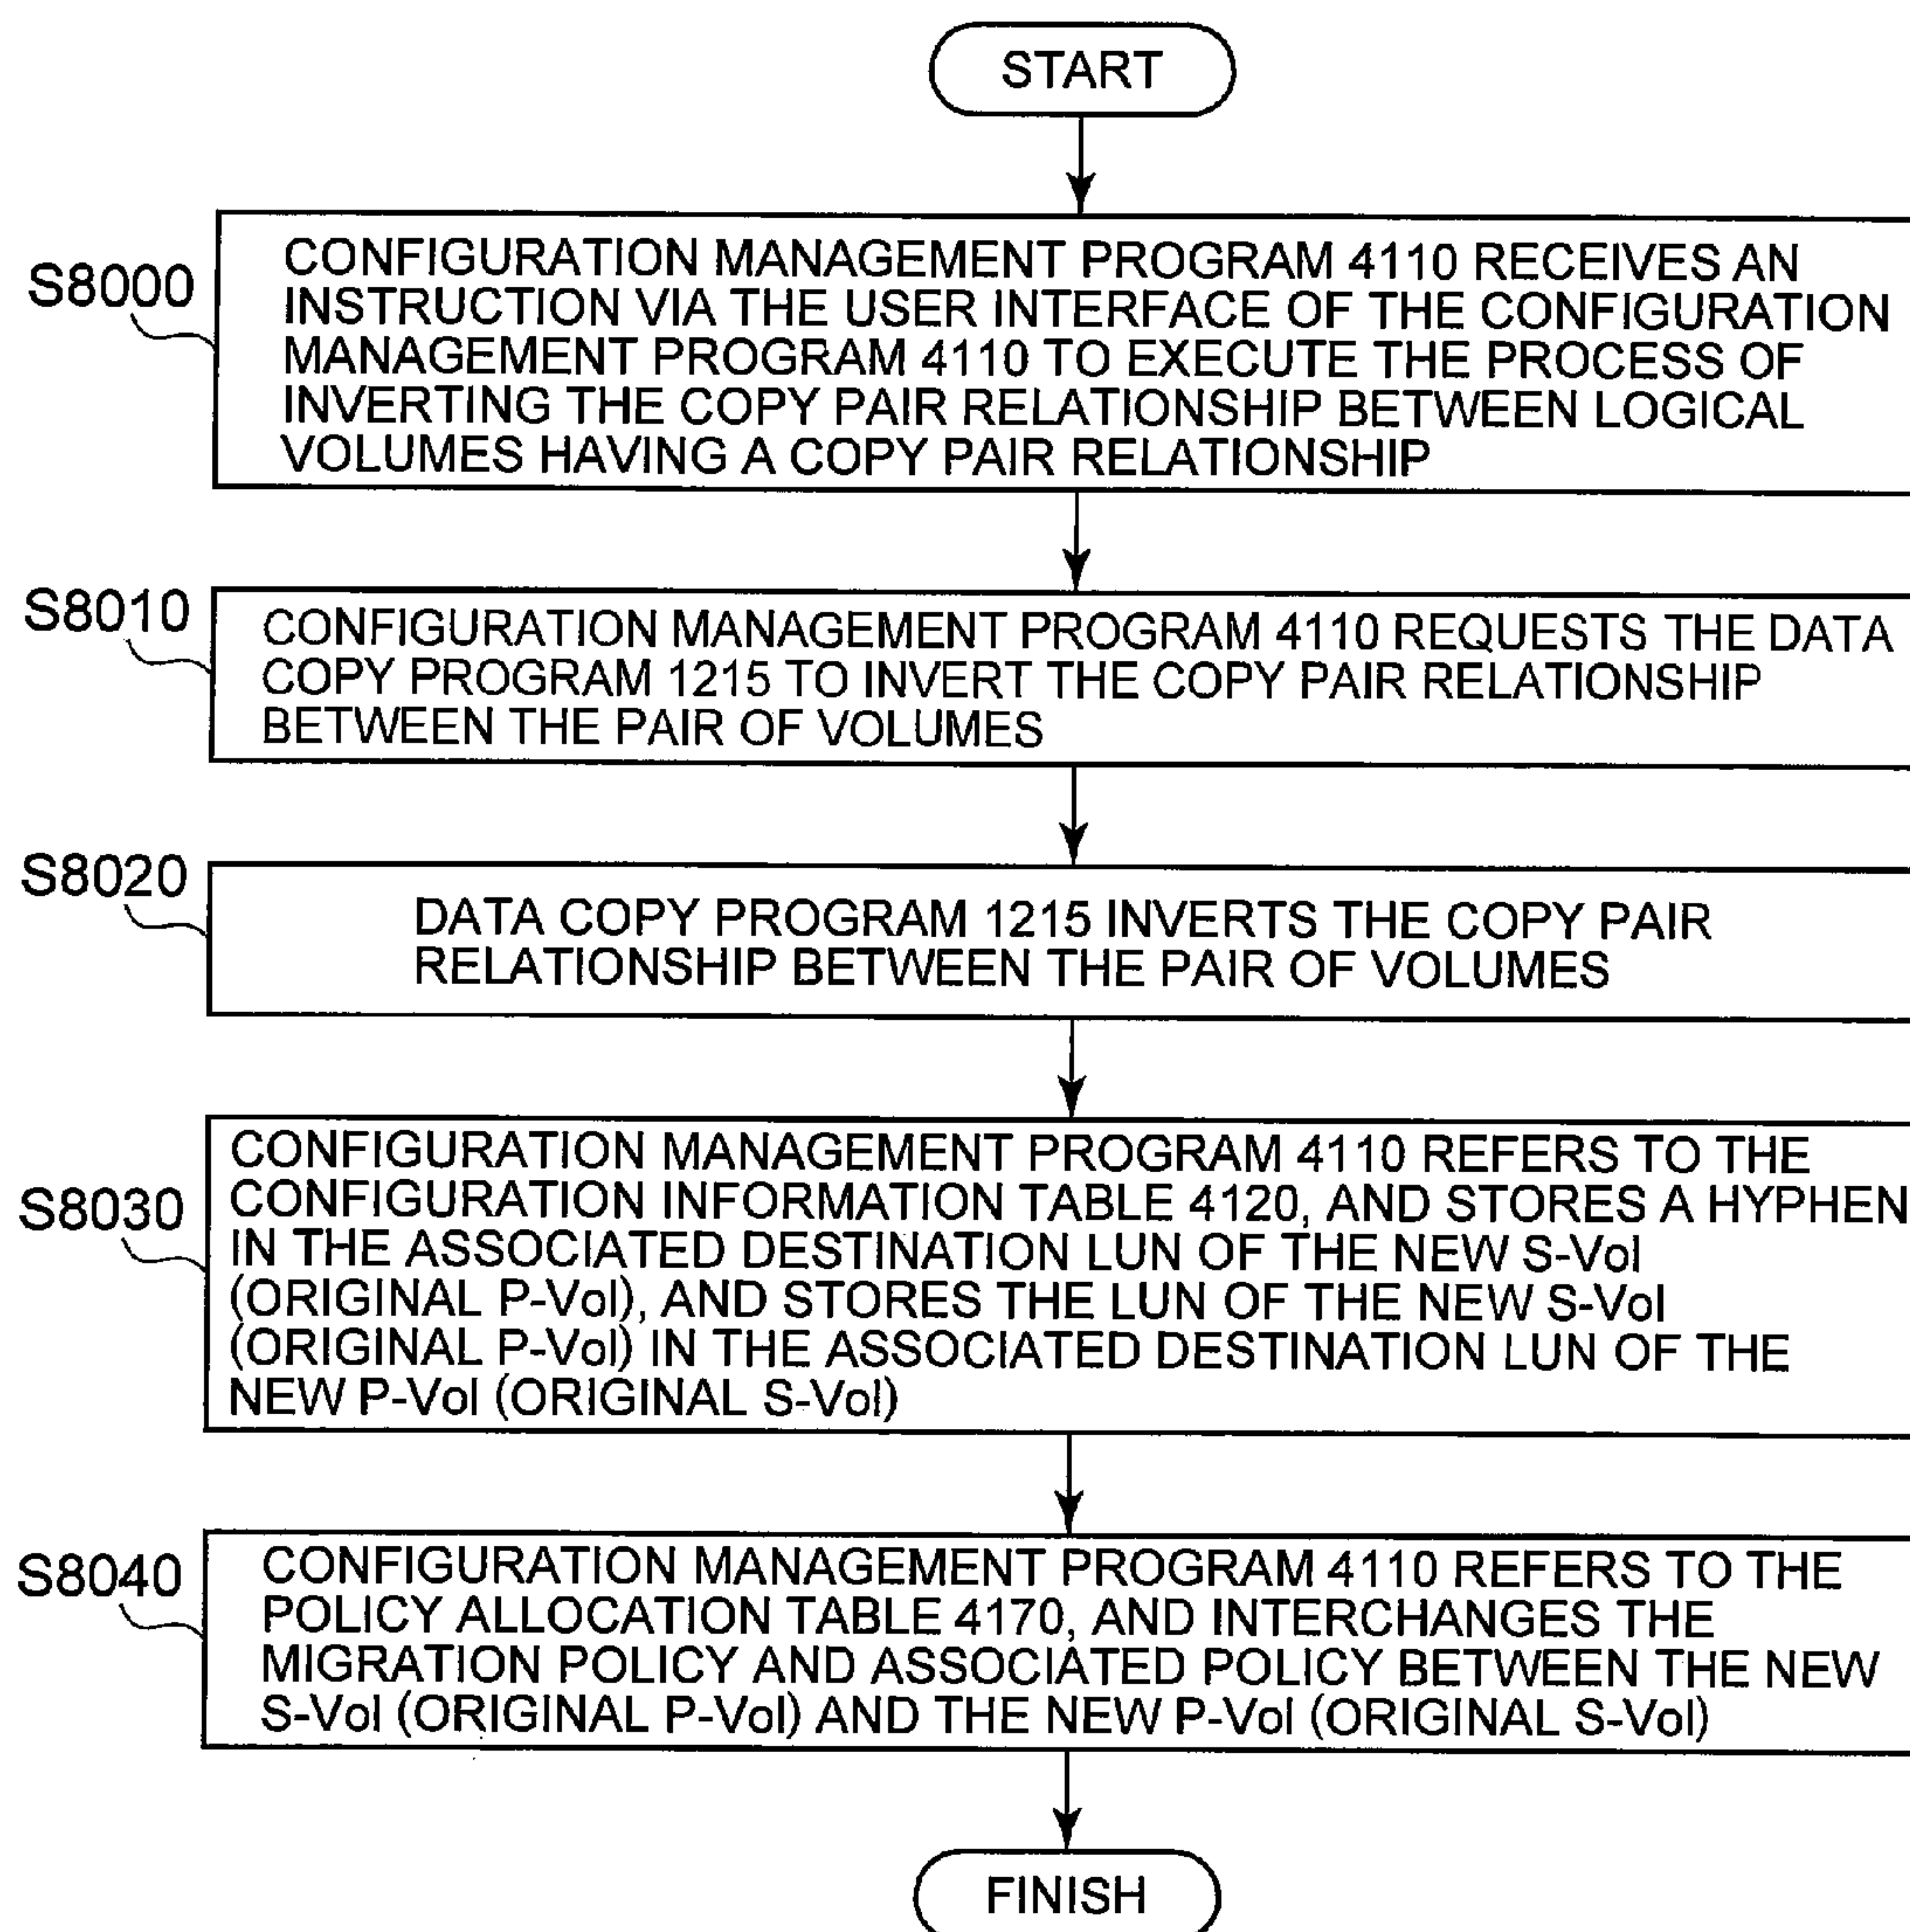 START
S8000
CONFIGURATION MANAGEMENT PROGRAM 4110 RECEIVES AN
INSTRUCTION VIA THE USER INTERFACE OF THE CONFIGURATION
MANAGEMENT PROGRAM 4110 TO EXECUTE THE PROCESS OF
INVERTING THE COPY PAIR RELATIONSHIP BETWEEN LOGICAL
VOLUMES HAVING A COPY PAIR RELATIONSHIP
S8010
CONFIGURATION MANAGEMENT PROGRAM 4110 REQUESTS THE DATA
COPY PROGRAM 1215 TO INVERT THE COPY PAIR RELATIONSHIP
BETWEEN THE PAIR OF VOLUMES
S8020
DATA COPY PROGRAM 1215 INVERTS THE COPY PAIR
RELATIONSHIP BETWEEN THE PAIR OF VOLUMES
S8030
CONFIGURATION MANAGEMENT PROGRAM 4110 REFERS TO THE
CONFIGURATION INFORMATION TABLE 4120, AND STORES A HYPHEN
IN THE ASSOCIATED DESTINATION LUN OF THE NEW S-Vol
(ORIGINAL P-Vol), AND STORES THE LUN OF THE NEW S-Vol
(ORIGINAL P-Vol) IN THE ASSOCIATED DESTINATION LUN OF THE
NEW P-Vol (ORIGINAL S-Vol)
S8040
CONFIGURATION MANAGEMENT PROGRAM 4110 REFERS TO THE
POLICY ALLOCATION TABLE 4170, AND INTERCHANGES THE
MIGRATION POLICY AND ASSOCIATED POLICY BETWEEN THE NEW
S-Vol (ORIGINAL P-Vol) AND THE NEW P-Vol (ORIGINAL S-Vol)
FINISH